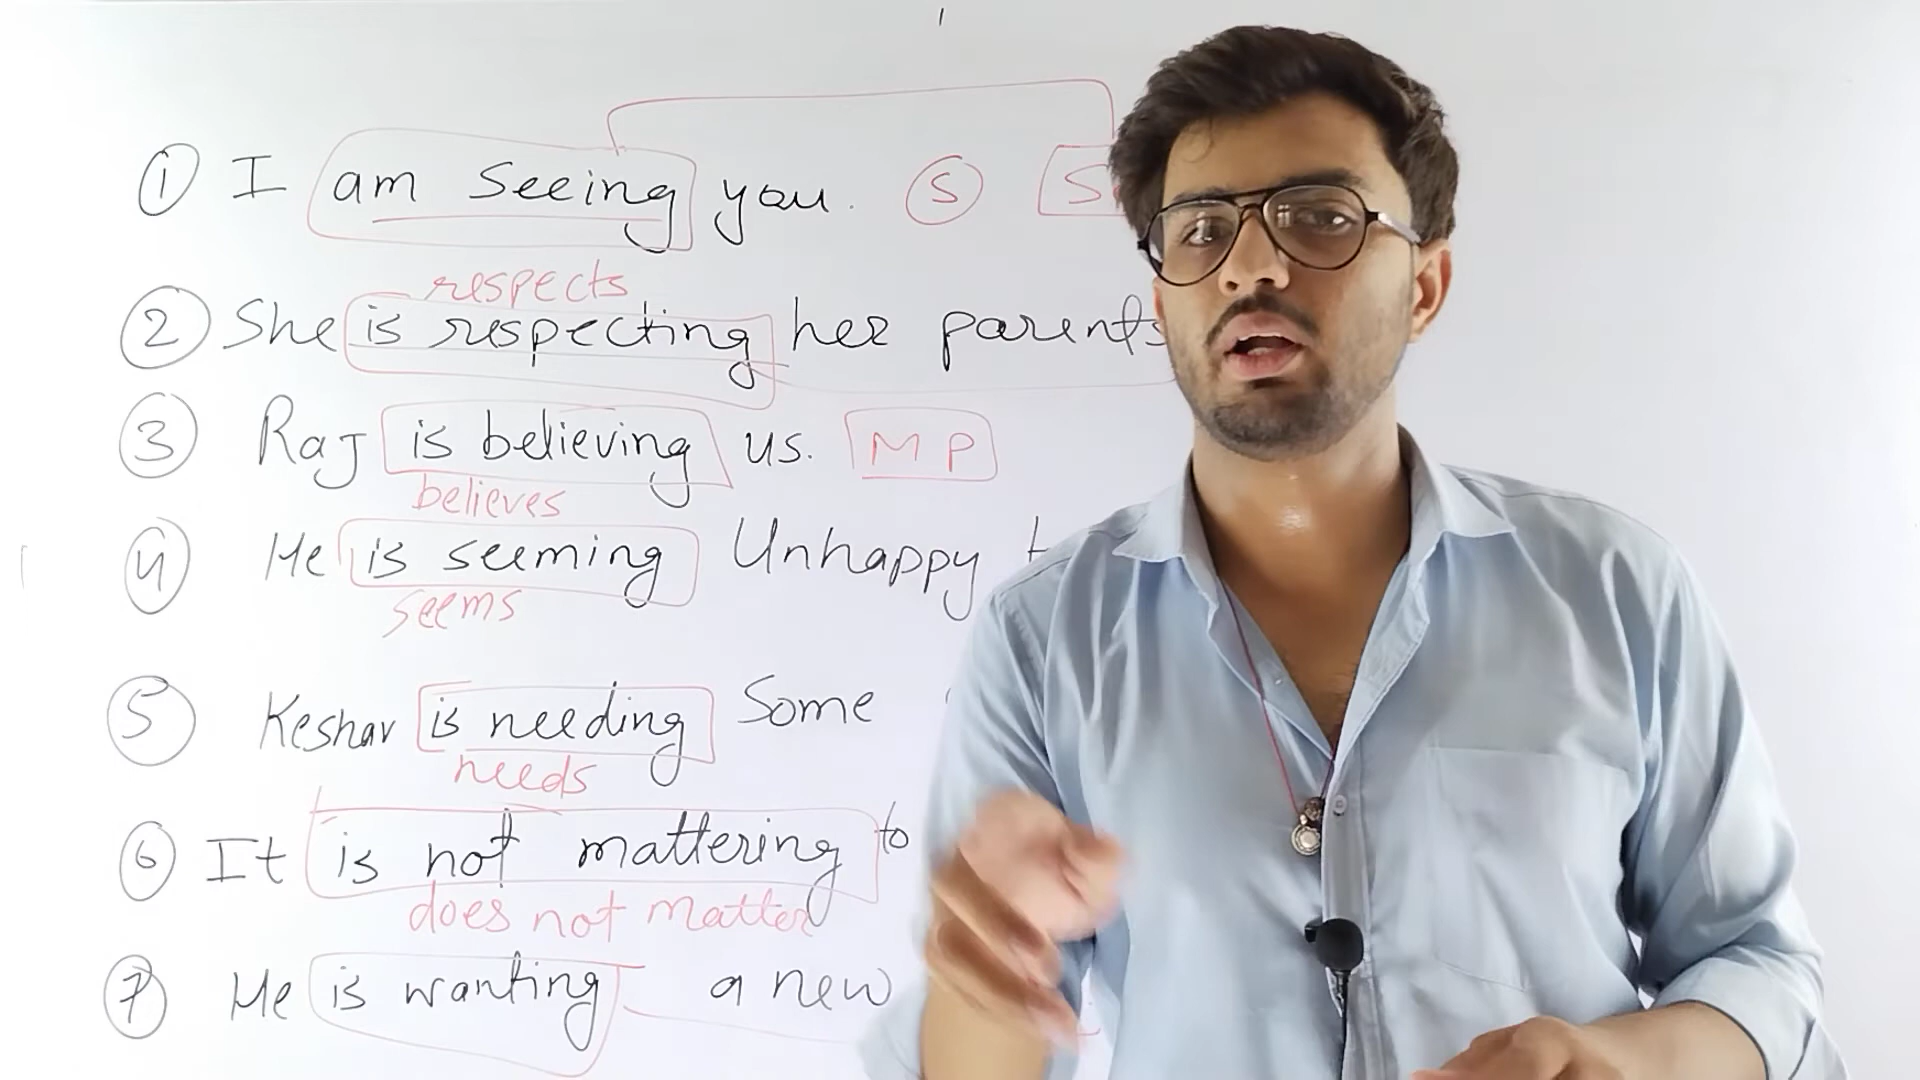 ① I am seeing you. Ⓢ S
respects
② She is respecting her parents
③ Raj is believing us. MP
believes
④ He is seeming Unhappy
seems
⑤ Keshav is needing Some
needs
⑥ It is not mattering to
does not matter
⑦ He is wanting a new